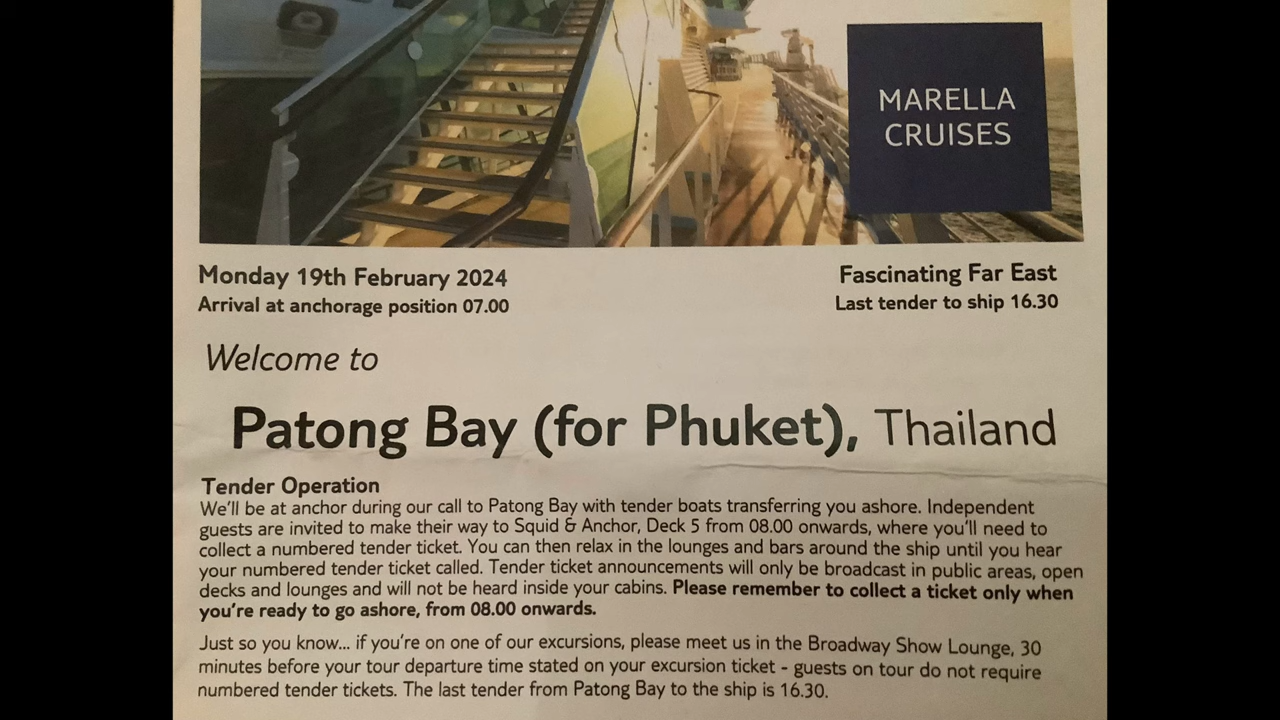 MARELLA
CRUISES
Monday 19th February 2024
Arrival at anchorage position 07.00
Fascinating Far East
Last tender to ship 16.30
Welcome to
Patong Bay (for Phuket), Thailand
Tender Operation
We'll be at anchor during our call to Patong Bay with tender boats transferring you ashore. Independent
guests are invited to make their way to Squid & Anchor, Deck 5 from 08.00 onwards, where you'll need to
collect a numbered tender ticket. You can then relax in the lounges and bars around the ship until you hear
your numbered tender ticket called. Tender ticket announcements will only be broadcast in public areas, open
decks and lounges and will not be heard inside your cabins. Please remember to collect a ticket only when
you're ready to go ashore, from 08.00 onwards.
Just so you know... if you're on one of our excursions, please meet us in the Broadway Show Lounge, 30
minutes before your tour departure time stated on your excursion ticket - guests on tour do not require
numbered tender tickets. The last tender from Patong Bay to the ship is 16.30.